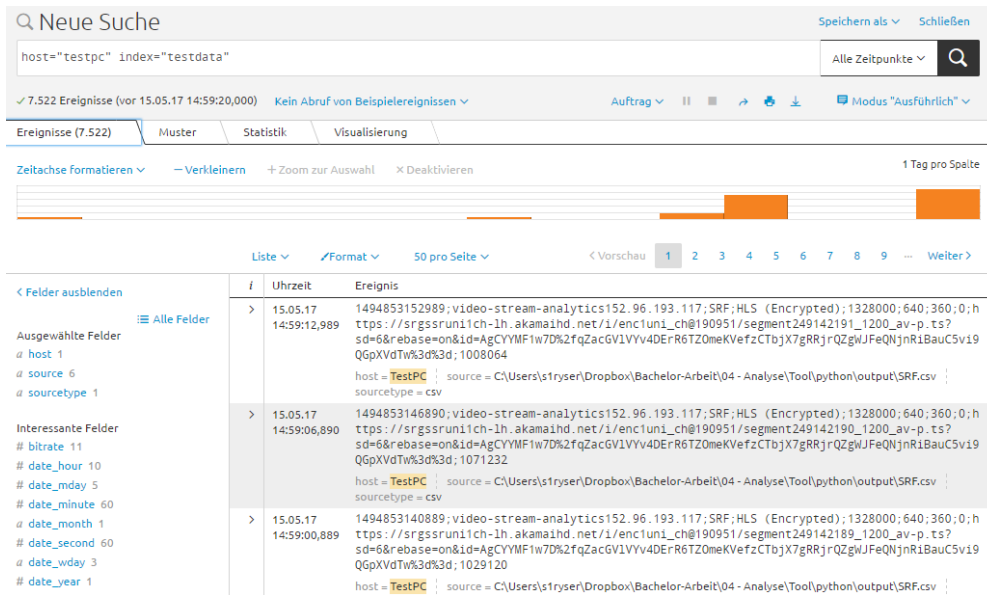 Neue Suche
Speichern als Schließen
host="testpc" index="testdata"
Alle Zeitpunkte
7.522 Ereignisse (vor 15.05.17 14:59:20,000) Kein Abruf von Beispielereignissen Auftrag Modus "Ausführlich"
Ereignisse (7.522) Muster Statistik Visualisierung
Zeitachse formatieren — Verkleinern + Zoom zur Auswahl × Deaktivieren
1 Tag pro Spalte
Liste Format 50 pro Seite < Vorschau 1 2 3 4 5 6 7 8 9 ... Weiter >
< Felder ausblenden
Alle Felder
Ausgewählte Felder
a host 1
a source 6
a sourcetype 1
Interessante Felder
# bitrate 11
# date_hour 10
# date_mday 5
# date_minute 60
a date_month 1
# date_second 60
a date_wday 3
# date_year 1
i Uhrzeit Ereignis
> 15.05.17
14:59:12,989
1494853152989;video-stream-analytics152.96.193.117;SRF;HLS (Encrypted);1328000;640;360;0;h
ttps://srgssruni1ch-lh.akamaihd.net/i/enc1uni_ch@190951/segment249142191_1200_av-p.ts?
sd=6&rebase=on&id=AgCYYMF1w7D%2fqZacGVlVYv4DErR6TZOmeKVefzCTbjX7gRRjrQZgWJFeQNjnRiBauC5vi9
QGpXVdTw%3d%3d;1008064
host = TestPC source = C:\Users\s1ryser\Dropbox\Bachelor-Arbeit\04 - Analyse\Tool\python\output\SRF.csv
sourcetype = csv
> 15.05.17
14:59:06,890
1494853146890;video-stream-analytics152.96.193.117;SRF;HLS (Encrypted);1328000;640;360;0;h
ttps://srgssruni1ch-lh.akamaihd.net/i/enc1uni_ch@190951/segment249142190_1200_av-p.ts?
sd=6&rebase=on&id=AgCYYMF1w7D%2fqZacGVlVYv4DErR6TZOmeKVefzCTbjX7gRRjrQZgWJFeQNjnRiBauC5vi9
QGpXVdTw%3d%3d;1071232
host = TestPC source = C:\Users\s1ryser\Dropbox\Bachelor-Arbeit\04 - Analyse\Tool\python\output\SRF.csv
sourcetype = csv
> 15.05.17
14:59:00,889
1494853140889;video-stream-analytics152.96.193.117;SRF;HLS (Encrypted);1328000;640;360;0;h
ttps://srgssruni1ch-lh.akamaihd.net/i/enc1uni_ch@190951/segment249142189_1200_av-p.ts?
sd=6&rebase=on&id=AgCYYMF1w7D%2fqZacGVlVYv4DErR6TZOmeKVefzCTbjX7gRRjrQZgWJFeQNjnRiBauC5vi9
QGpXVdTw%3d%3d;1029120
host = TestPC source = C:\Users\s1ryser\Dropbox\Bachelor-Arbeit\04 - Analyse\Tool\python\output\SRF.csv